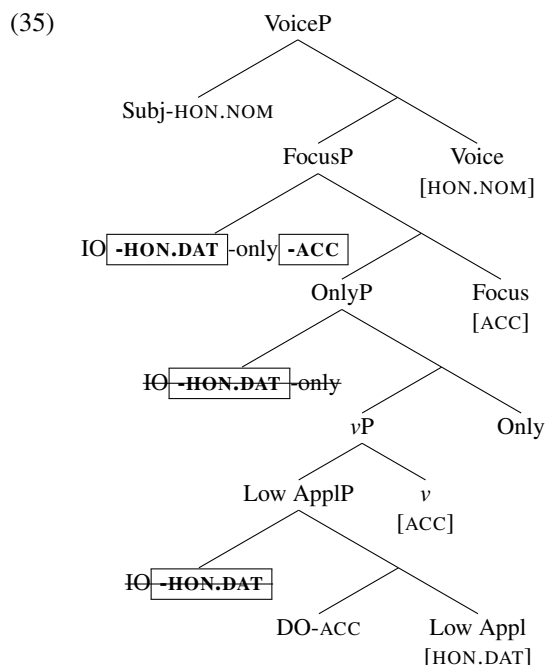 (35)
VoiceP
Subj-HON.NOM
FocusP Voice
[HON.NOM]
IO -HON.DAT -only -ACC
OnlyP Focus
[ACC]
IO -HON.DAT -only
vP Only
Low ApplP v
[ACC]
IO -HON.DAT
DO-ACC Low Appl
[HON.DAT]